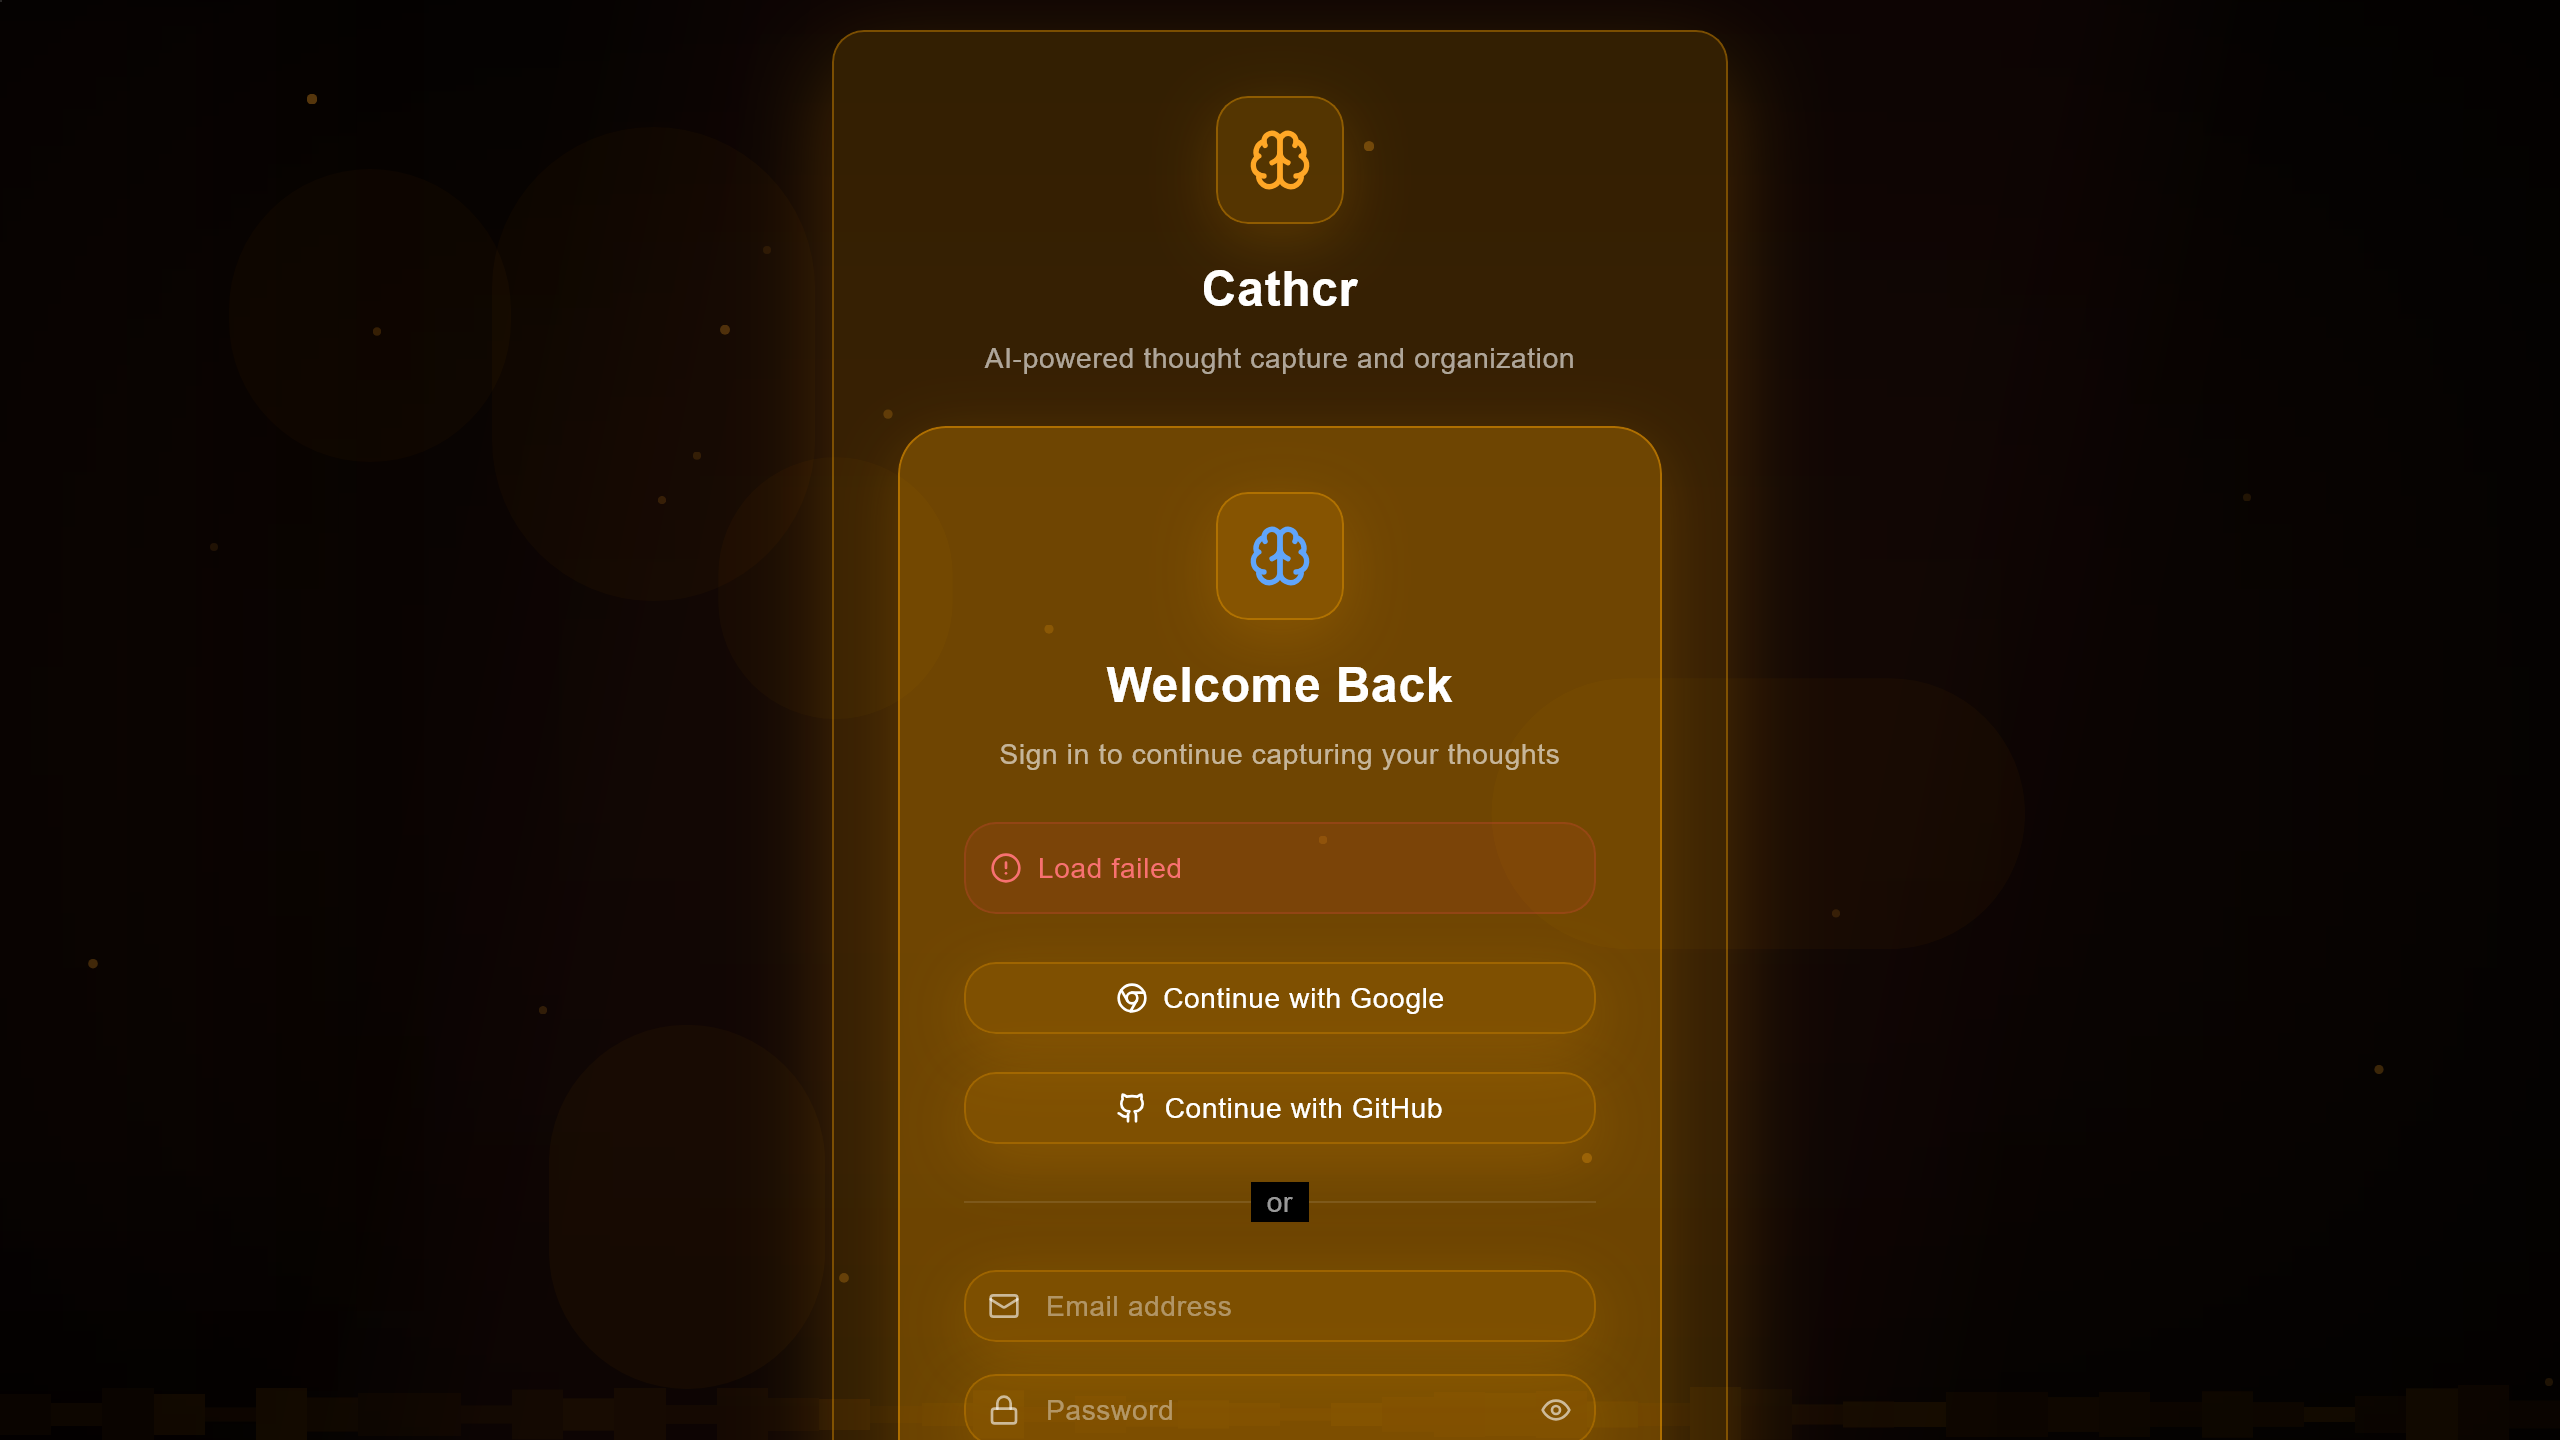 Cathcr
AI-powered thought capture and organization
Welcome Back
Sign in to continue capturing your thoughts
Load failed
Continue with Google
Continue with GitHub
or
Email address
Password